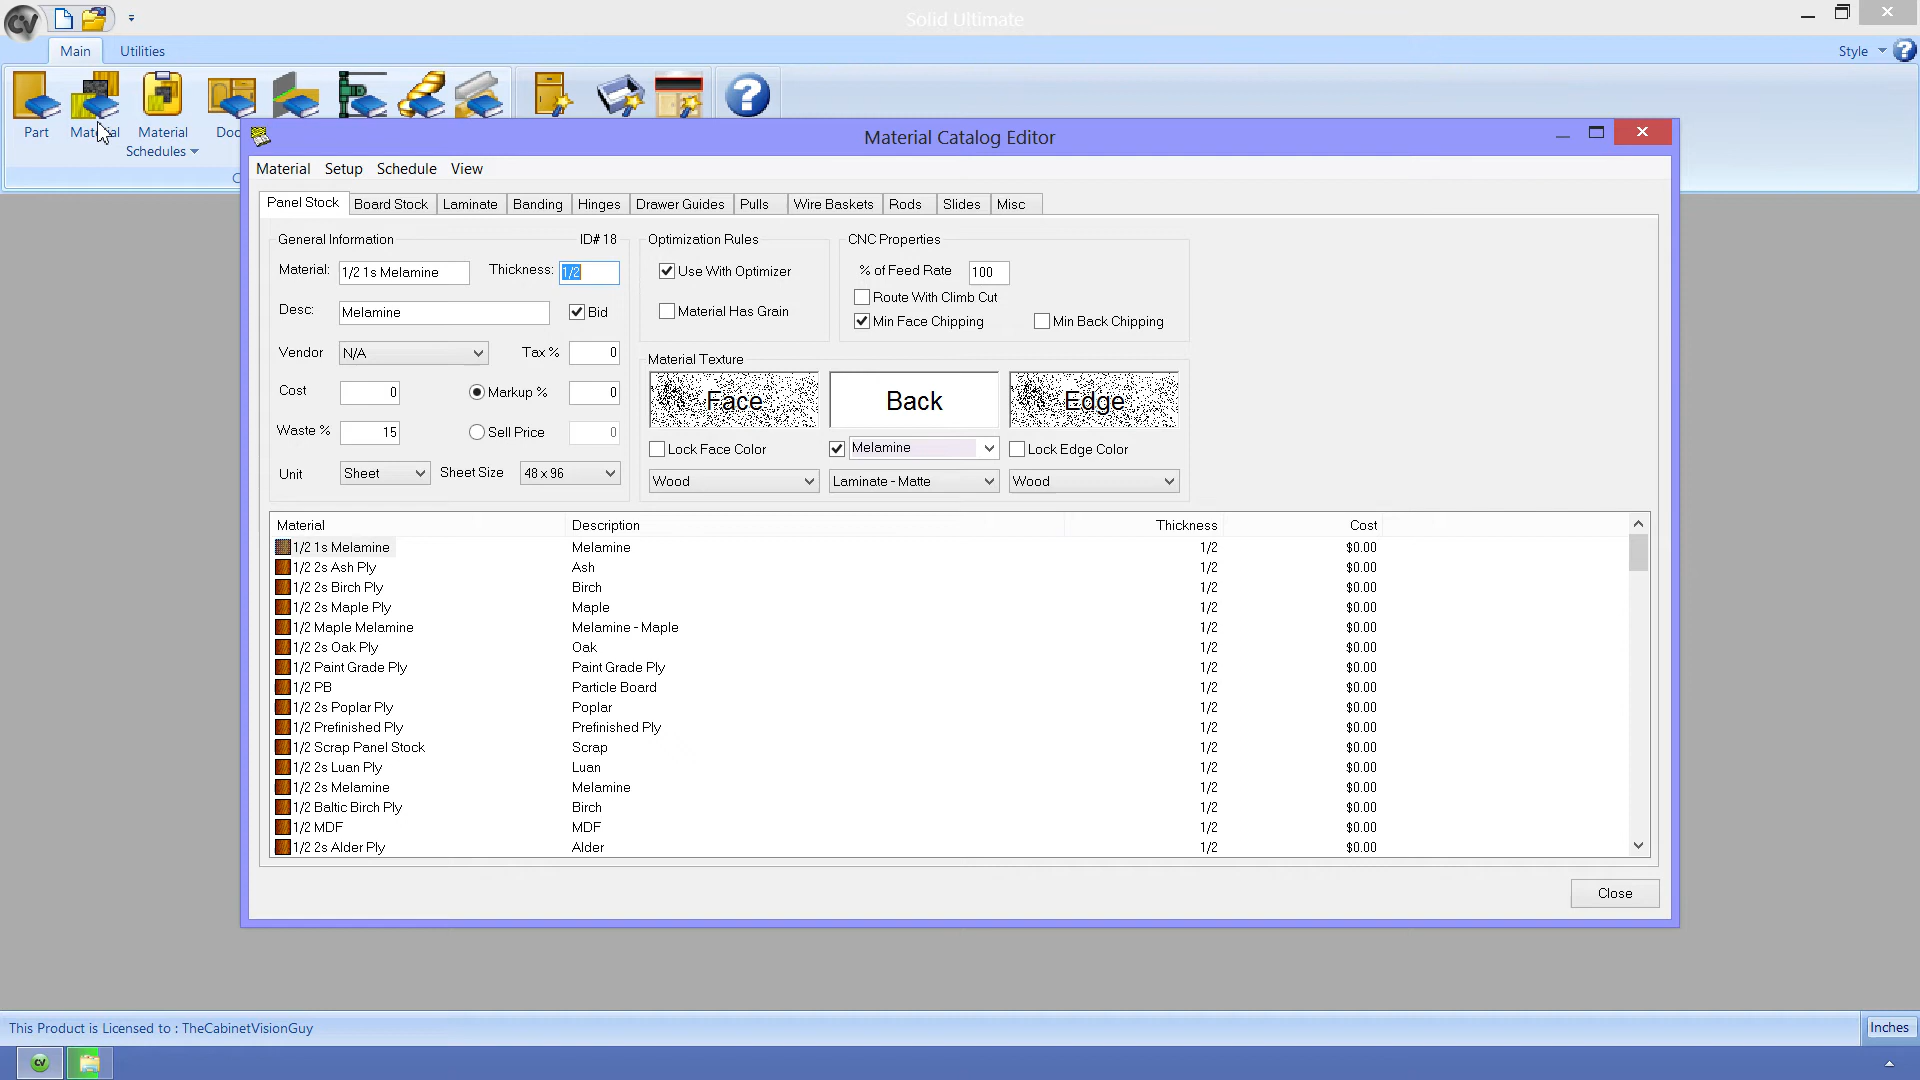 CV
Solid Ultimate
Main Utilities Style
Part Material Material Schedules
Material Catalog Editor
Material Setup Schedule View
Panel Stock Board Stock Laminate Banding Hinges Drawer Guides Pulls Wire Baskets Rods Slides Misc
General Information ID# 18 Optimization Rules CNC Properties
Material: 1/2 1s Melamine Thickness: 1/2 Use With Optimizer % of Feed Rate 100
Route With Climb Cut
Desc: Melamine Bid Material Has Grain Min Face Chipping Min Back Chipping
Vendor N/A Tax % 0 Material Texture
Cost 0 Markup % 0 Face Back Edge
Waste % 15 Sell Price 0 Lock Face Color Melamine Lock Edge Color
Unit Sheet Sheet Size 48 x 96 Wood Laminate - Matte Wood
Material Description Thickness Cost
1/2 1s Melamine Melamine 1/2 $0.00
1/2 2s Ash Ply Ash 1/2 $0.00
1/2 2s Birch Ply Birch 1/2 $0.00
1/2 2s Maple Ply Maple 1/2 $0.00
1/2 Maple Melamine Melamine - Maple 1/2 $0.00
1/2 2s Oak Ply Oak 1/2 $0.00
1/2 Paint Grade Ply Paint Grade Ply 1/2 $0.00
1/2 PB Particle Board 1/2 $0.00
1/2 2s Poplar Ply Poplar 1/2 $0.00
1/2 Prefinished Ply Prefinished Ply 1/2 $0.00
1/2 Scrap Panel Stock Scrap 1/2 $0.00
1/2 2s Luan Ply Luan 1/2 $0.00
1/2 2s Melamine Melamine 1/2 $0.00
1/2 Baltic Birch Ply Birch 1/2 $0.00
1/2 MDF MDF 1/2 $0.00
1/2 2s Alder Ply Alder 1/2 $0.00
Close
This Product is Licensed to : TheCabinetVisionGuy Inches
CV